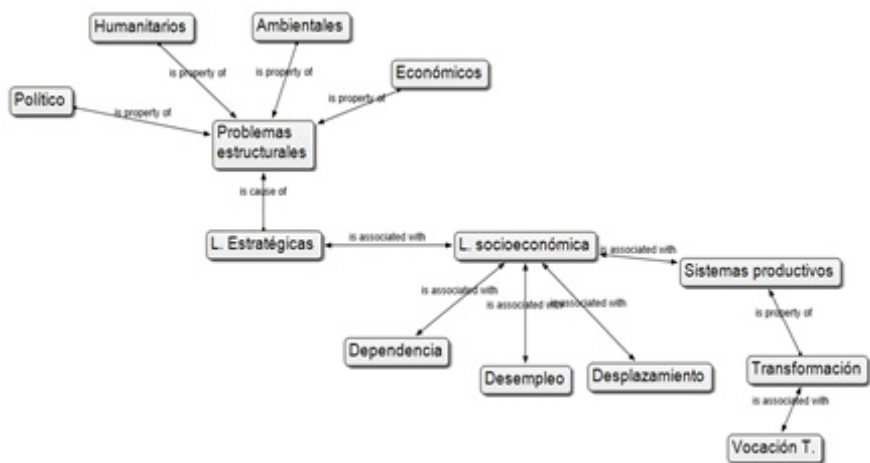 Humanitarios
Ambientales
is property of
is property of
Económicos
Político
is property of
is property of
Problemas
estructurales
is cause of
L. Estratégicas
is associated with
L. socioeconómica
is associated with
Sistemas productivos
is associated with
is associated with
is associated with
is property of
Dependencia
Desempleo
Desplazamiento
Transformación
is associated with
Vocación T.